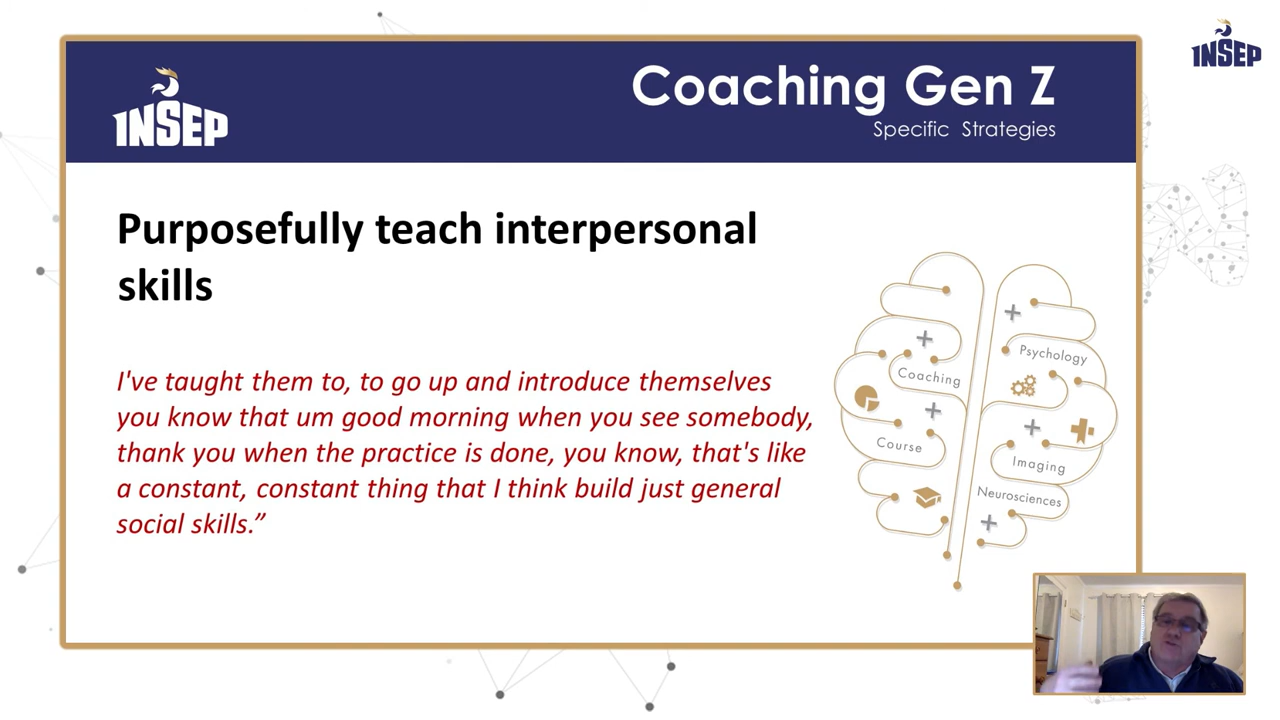 INSEP
INSEP
Coaching Gen Z
Specific Strategies
Purposefully teach interpersonal
skills
I've taught them to, to go up and introduce themselves
you know that um good morning when you see somebody,
thank you when the practice is done, you know, that's like
a constant, constant thing that I think build just general
social skills.”
Psychology
Coaching
Course
Imaging
Neurosciences